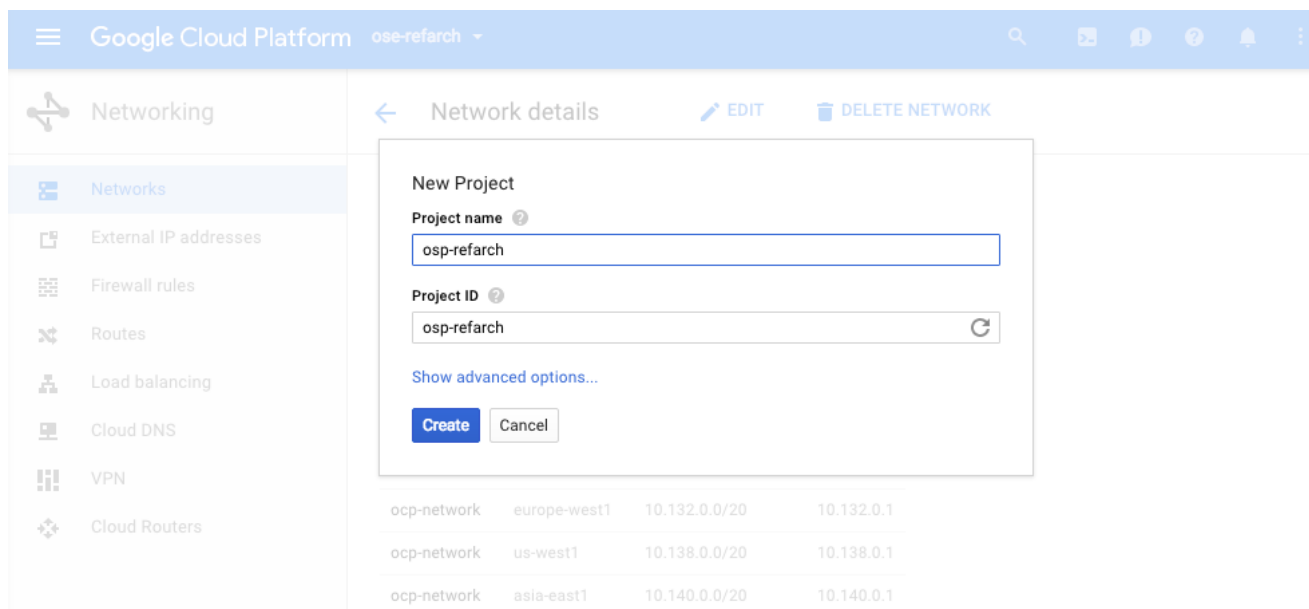 Google Cloud Platform ose-refarch
Networking
Network details EDIT DELETE NETWORK
Networks
External IP addresses
Firewall rules
Routes
Load balancing
Cloud DNS
VPN
Cloud Routers
New Project
Project name
osp-refarch
Project ID
osp-refarch
Show advanced options...
Create Cancel
ocp-network europe-west1 10.132.0.0/20 10.132.0.1
ocp-network us-west1 10.138.0.0/20 10.138.0.1
ocp-network asia-east1 10.140.0.0/20 10.140.0.1